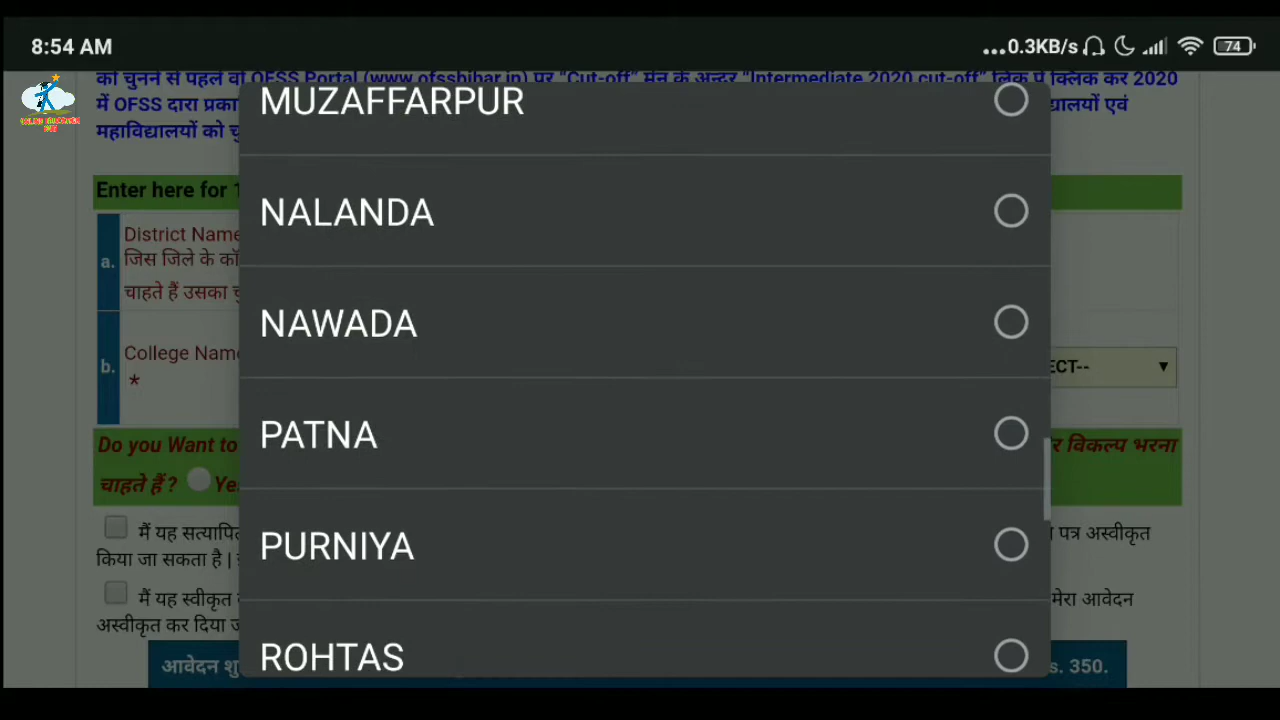 8:54 AM
...0.3KB/s
74
को चुनने से पहले वो OFSS Portal (www.ofssbihar.in) पर "Cut-off" मेनू के अन्दर "Intermediate 2020 cut-off" लिंक पे क्लिक कर 2020
में OFSS द्वारा प्रका
एवं
महाविद्यालयों को चु
MUZAFFARPUR
Enter here for 1
NALANDA
a.
District Name
जिस जिले के कॉ
चाहते हैं उसका चु
NAWADA
b.
College Name
*
ECT--
PATNA
Do you Want to
र विकल्प भरना
चाहते हैं ?
Yes
PURNIYA
मैं यह सत्यापित
पत्र अस्वीकृत
किया जा सकता है |
मैं यह स्वीकृत
मेरा आवेदन
अस्वीकृत कर दिया ज
ROHTAS
आवेदन शु
s. 350.